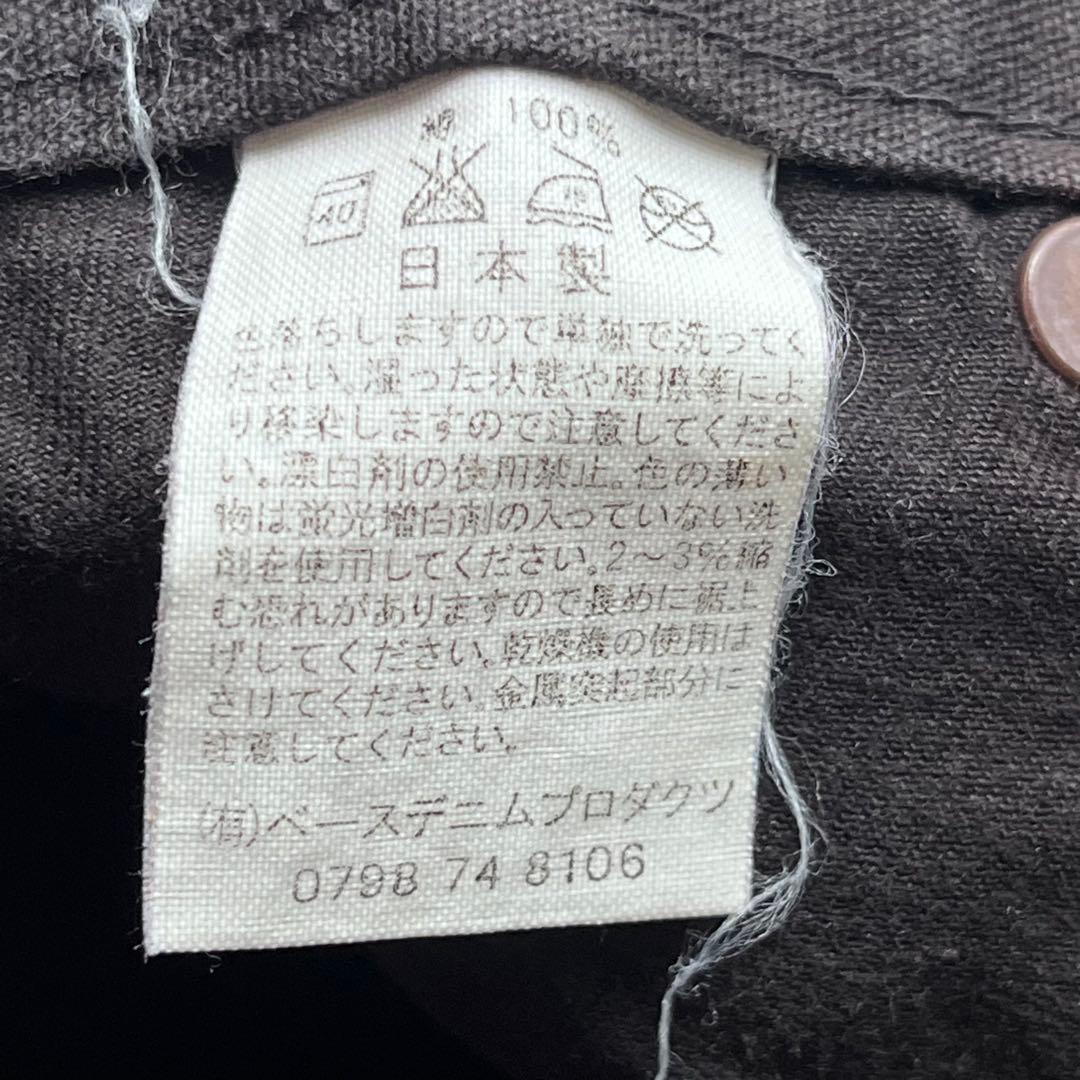 綿 100%
40
日本製
色落ちしますので単独で洗ってく
ださい。湿った状態や摩擦等によ
り移染しますので注意してくださ
い。漂白剤の使用禁止。色の薄い
物は蛍光増白剤の入っていない洗
剤を使用してください。2～3%縮
む恐れがありますので長めに裾上
げしてください。乾燥機の使用は
さけてください。金属突起部分に
注意してください。
(有)ベースデニムプロダクツ
0798 74 8106